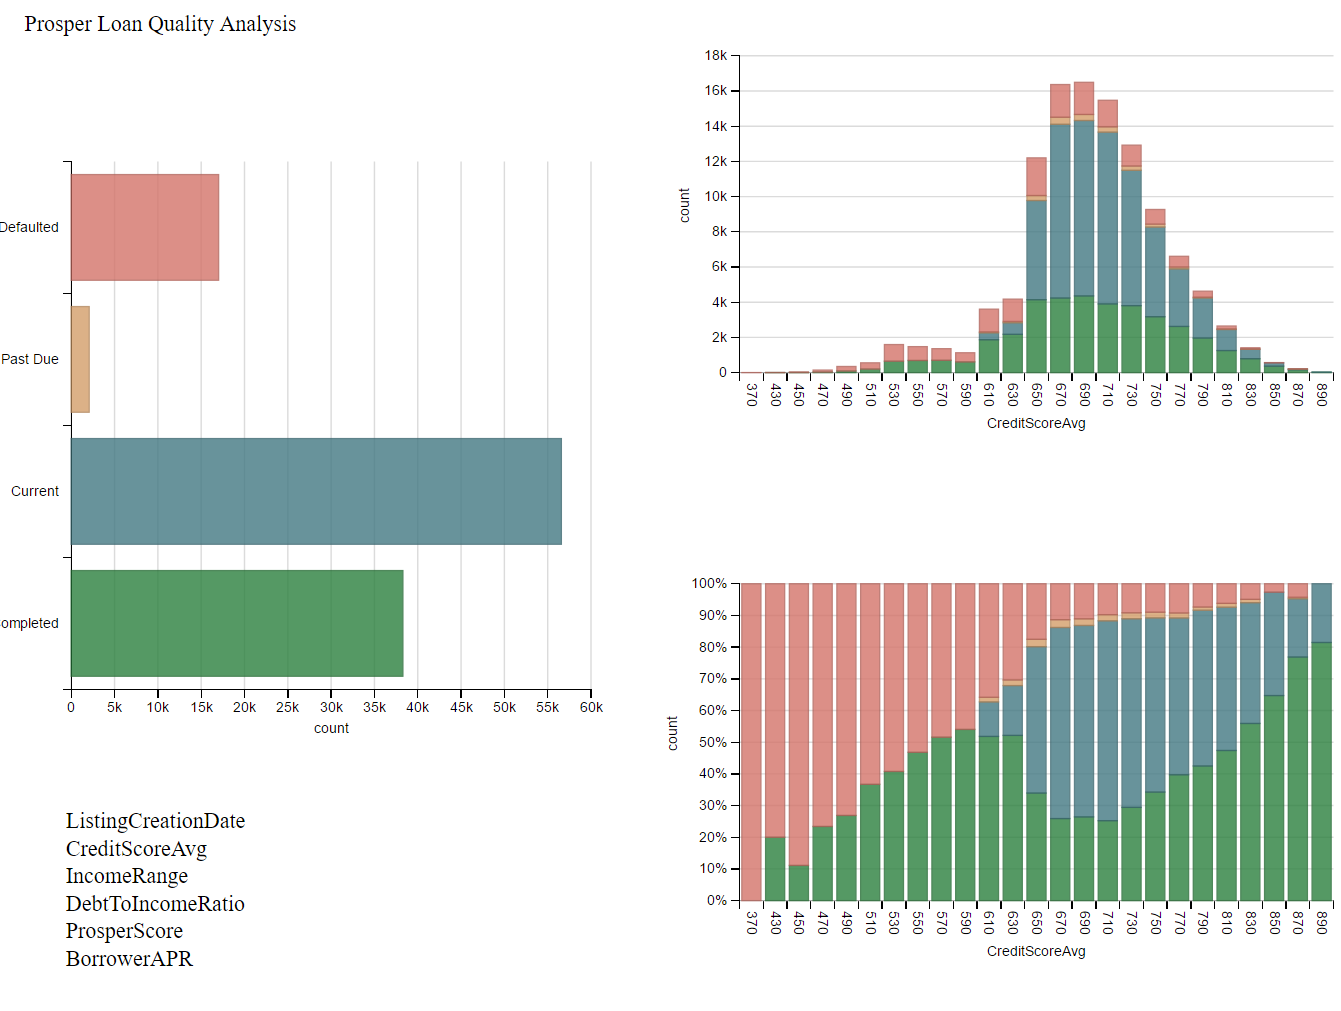 Prosper Loan Quality Analysis
Defaulted
Past Due
Current
ompleted
0 5k 10k 15k 20k 25k 30k 35k 40k 45k 50k 55k 60k
count
ListingCreationDate
CreditScoreAvg
IncomeRange
DebtToIncomeRatio
ProsperScore
BorrowerAPR
18k
16k
14k
12k
10k
8k
6k
4k
2k
0
count
370 430 450 470 490 510 530 550 570 590 610 630 650 670 690 710 730 750 770 790 810 830 850 870 890
CreditScoreAvg
100%
90%
80%
70%
60%
50%
40%
30%
20%
10%
0%
count
370 430 450 470 490 510 530 550 570 590 610 630 650 670 690 710 730 750 770 790 810 830 850 870 890
CreditScoreAvg